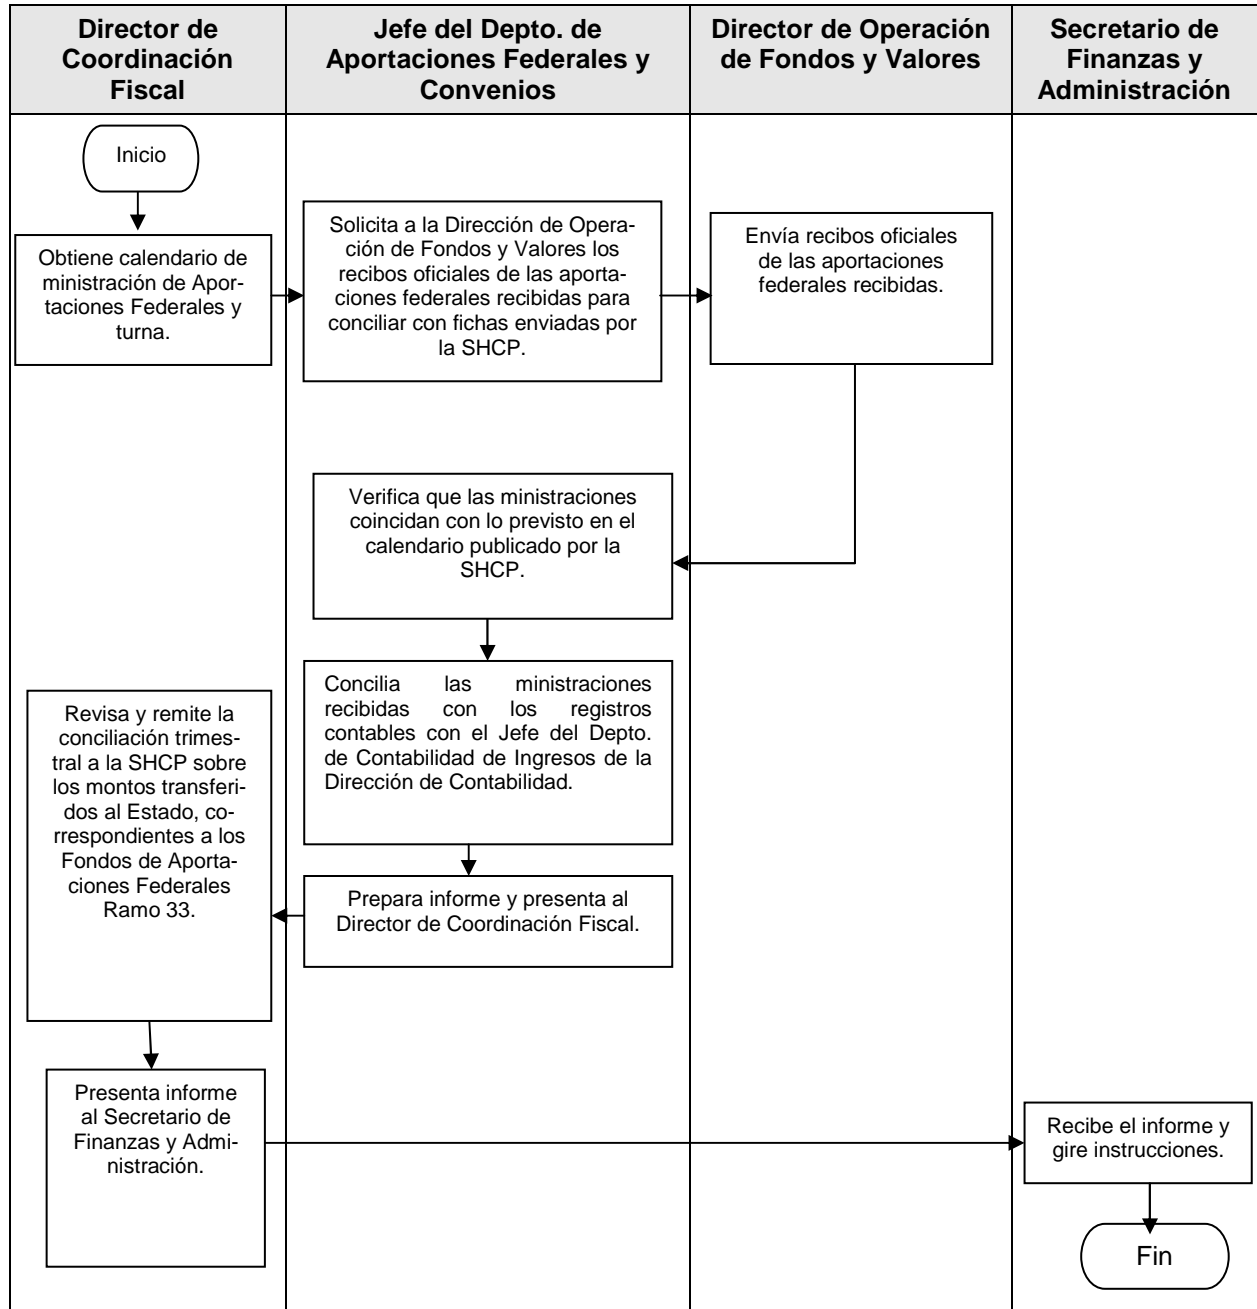 Director de
Coordinación
Fiscal
Jefe del Depto. de
Aportaciones Federales y
Convenios
Director de Operación
de Fondos y Valores
Secretario de
Finanzas y
Administración
Inicio
Obtiene calendario de
ministración de Apor-
taciones Federales y
turna.
Solicita a la Dirección de Oper-
ación de Fondos y Valores los
recibos oficiales de las aporta-
ciones federales recibidas para
conciliar con fichas enviadas por
la SHCP.
Envía recibos oficiales
de las aportaciones
federales recibidas.
Verifica que las ministraciones
coincidan con lo previsto en el
calendario publicado por la
SHCP.
Concilia las ministraciones
recibidas con los registros
contables con el Jefe del Depto.
de Contabilidad de Ingresos de la
Dirección de Contabilidad.
Prepara informe y presenta al
Director de Coordinación Fiscal.
Revisa y remite la
conciliación trimes-
tral a la SHCP sobre
los montos transferi-
dos al Estado, co-
rrespondientes a los
Fondos de Aporta-
ciones Federales
Ramo 33.
Presenta informe
al Secretario de
Finanzas y Admi-
nistración.
Recibe el informe y
gire instrucciones.
Fin